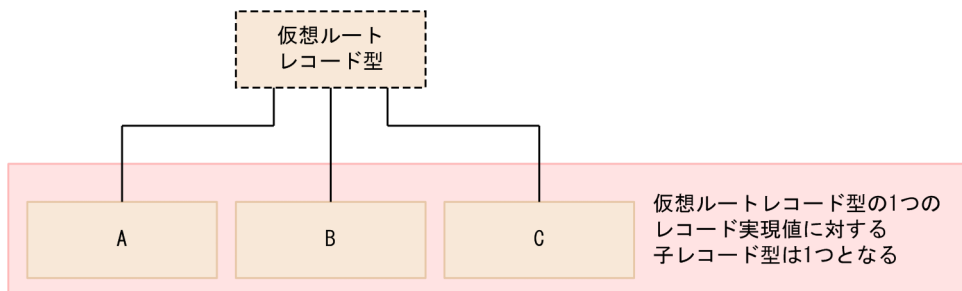 仮想ルート
レコード型
A
B
C
仮想ルートレコード型の1つの
レコード実現値に対する
子レコード型は1つとなる